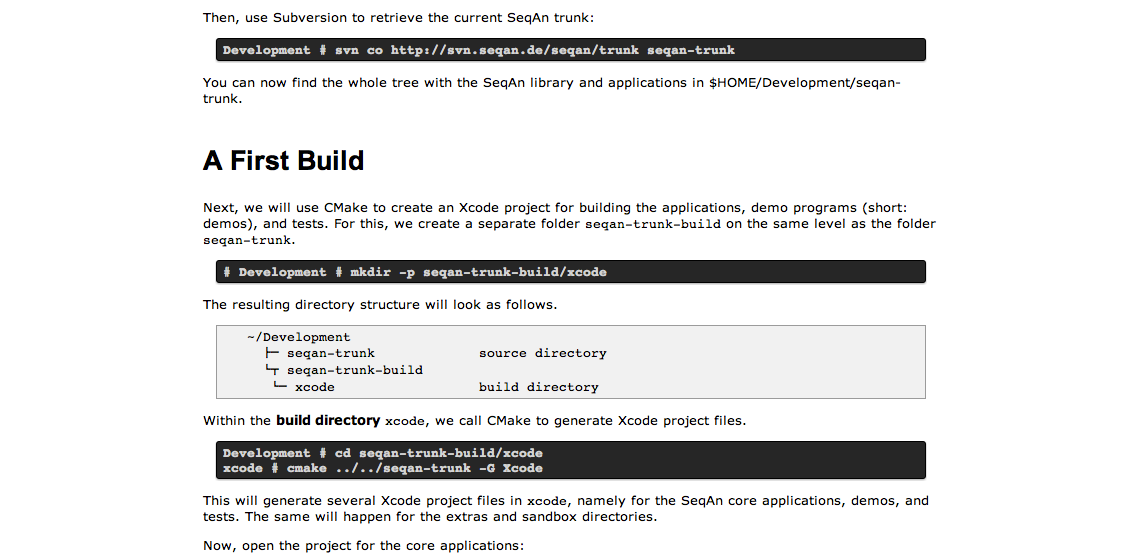 Then, use Subversion to retrieve the current SeqAn trunk:
Development # svn co http://svn.seqan.de/seqan/trunk seqan-trunk
You can now find the whole tree with the SeqAn library and applications in $HOME/Development/seqan-
trunk.
A First Build
Next, we will use CMake to create an Xcode project for building the applications, demo programs (short:
demos), and tests. For this, we create a separate folder seqan-trunk-build on the same level as the folder
seqan-trunk.
# Development # mkdir -p seqan-trunk-build/xcode
The resulting directory structure will look as follows.
~/Development
├─ seqan-trunk source directory
└┬ seqan-trunk-build
└─ xcode build directory
Within the build directory xcode, we call CMake to generate Xcode project files.
Development # cd seqan-trunk-build/xcode
xcode # cmake ../../seqan-trunk -G Xcode
This will generate several Xcode project files in xcode, namely for the SeqAn core applications, demos, and
tests. The same will happen for the extras and sandbox directories.
Now, open the project for the core applications: